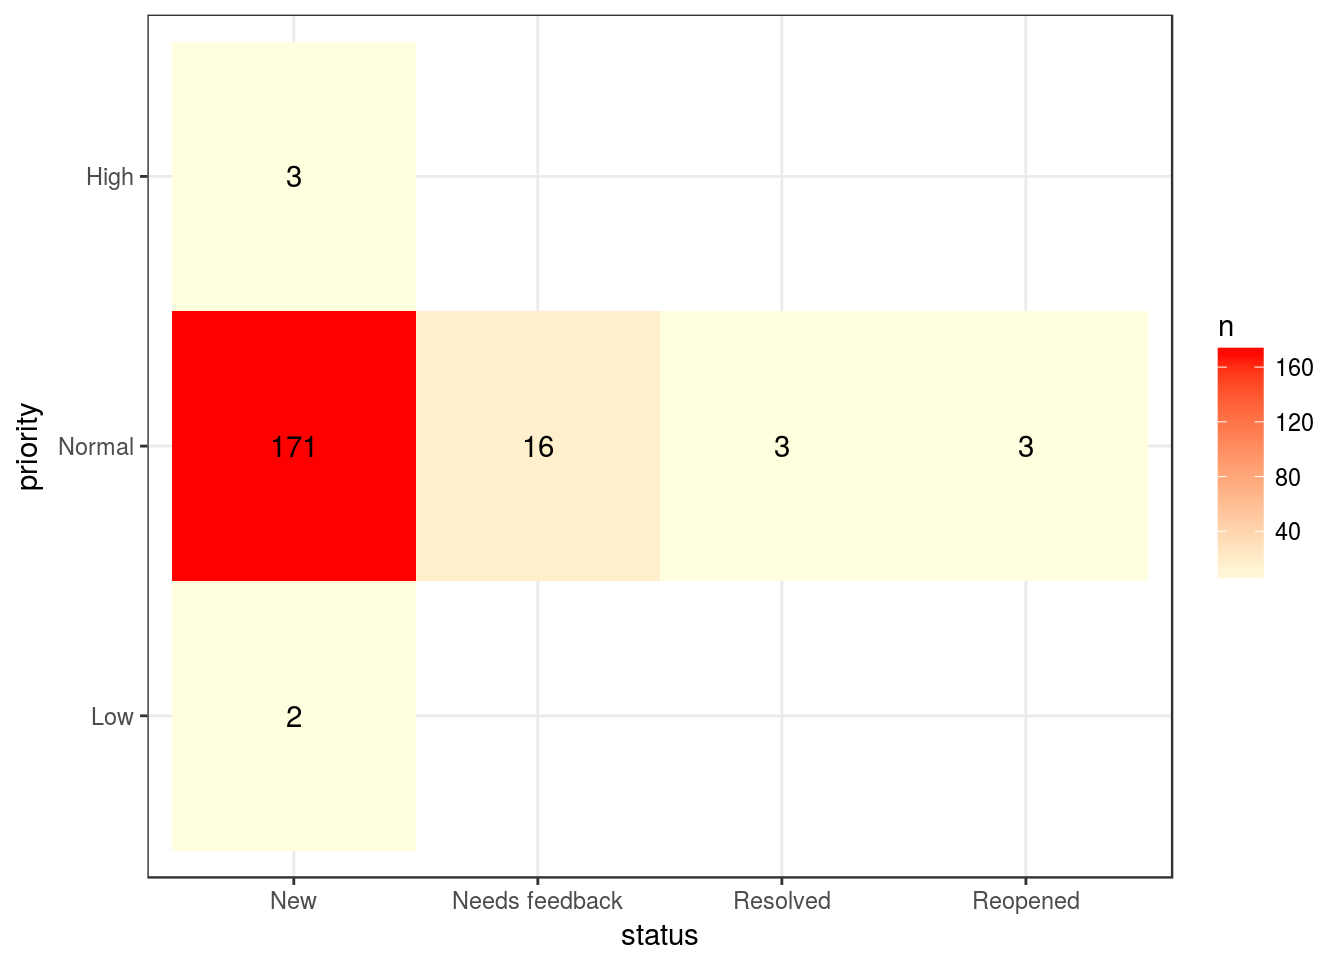 High
Normal
Low
priority
3
171 16 3 3
2
New Needs feedback Resolved Reopened
status
n
160
120
80
40